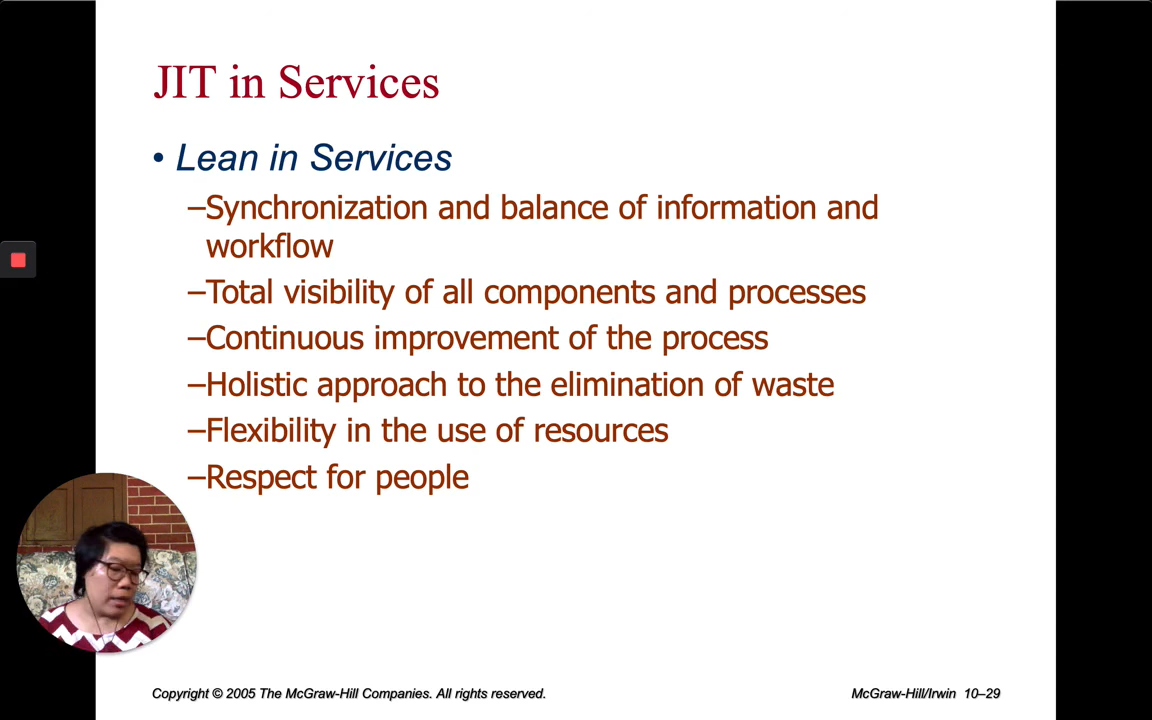 JIT in Services
• Lean in Services
–Synchronization and balance of information and
workflow
–Total visibility of all components and processes
–Continuous improvement of the process
–Holistic approach to the elimination of waste
–Flexibility in the use of resources
–Respect for people
Copyright © 2005 The McGraw-Hill Companies. All rights reserved.
McGraw-Hill/Irwin 10–29